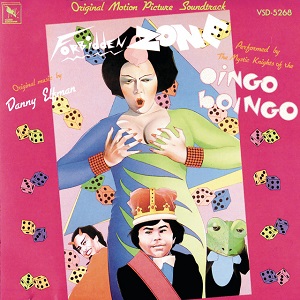 Original Motion Picture Soundtrack
VSD-5268
FORBIDDEN ZONE
Original music by
Danny Elfman
Performed by
The Mystic Knights of the
OINGO
BOINGO